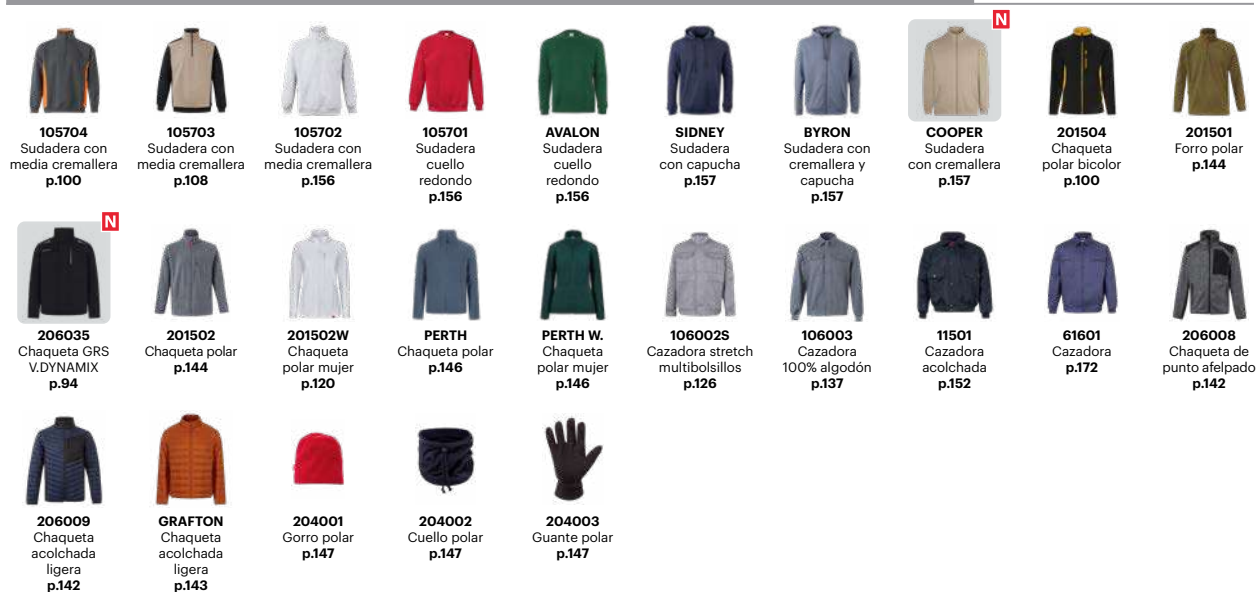 N
105704
Sudadera con
media cremallera
p.100
105703
Sudadera con
media cremallera
p.108
105702
Sudadera con
media cremallera
p.156
105701
Sudadera
cuello
redondo
p.156
AVALON
Sudadera
cuello
redondo
p.156
SIDNEY
Sudadera
con capucha
p.157
BYRON
Sudadera con
cremallera y
capucha
p.157
COOPER
Sudadera
con cremallera
p.157
201504
Chaqueta
polar bicolor
p.100
201501
Forro polar
p.144
N
206035
Chaqueta GRS
V.DYNAMIX
p.94
201502
Chaqueta polar
p.144
201502W
Chaqueta
polar mujer
p.120
PERTH
Chaqueta polar
p.146
PERTH W.
Chaqueta
polar mujer
p.146
106002S
Cazadora stretch
multibolsillos
p.126
106003
Cazadora
100% algodón
p.137
11501
Cazadora
acolchada
p.152
61601
Cazadora
p.172
206008
Chaqueta de
punto afelpado
p.142
206009
Chaqueta
acolchada
ligera
p.142
GRAFTON
Chaqueta
acolchada
ligera
p.143
204001
Gorro polar
p.147
204002
Cuello polar
p.147
204003
Guante polar
p.147